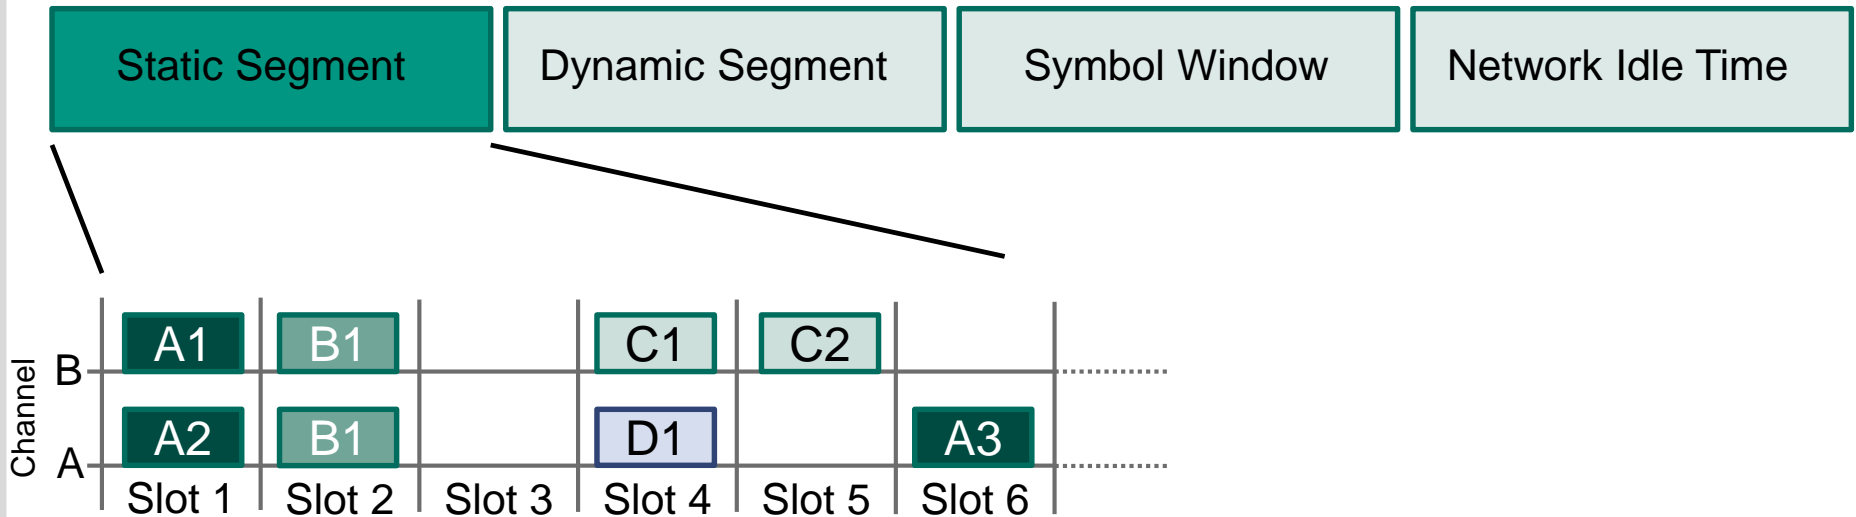 Static Segment
Dynamic Segment
Symbol Window
Network Idle Time
Channel
B
A1
B1
C1
C2
A
A2
B1
D1
A3
Slot 1
Slot 2
Slot 3
Slot 4
Slot 5
Slot 6